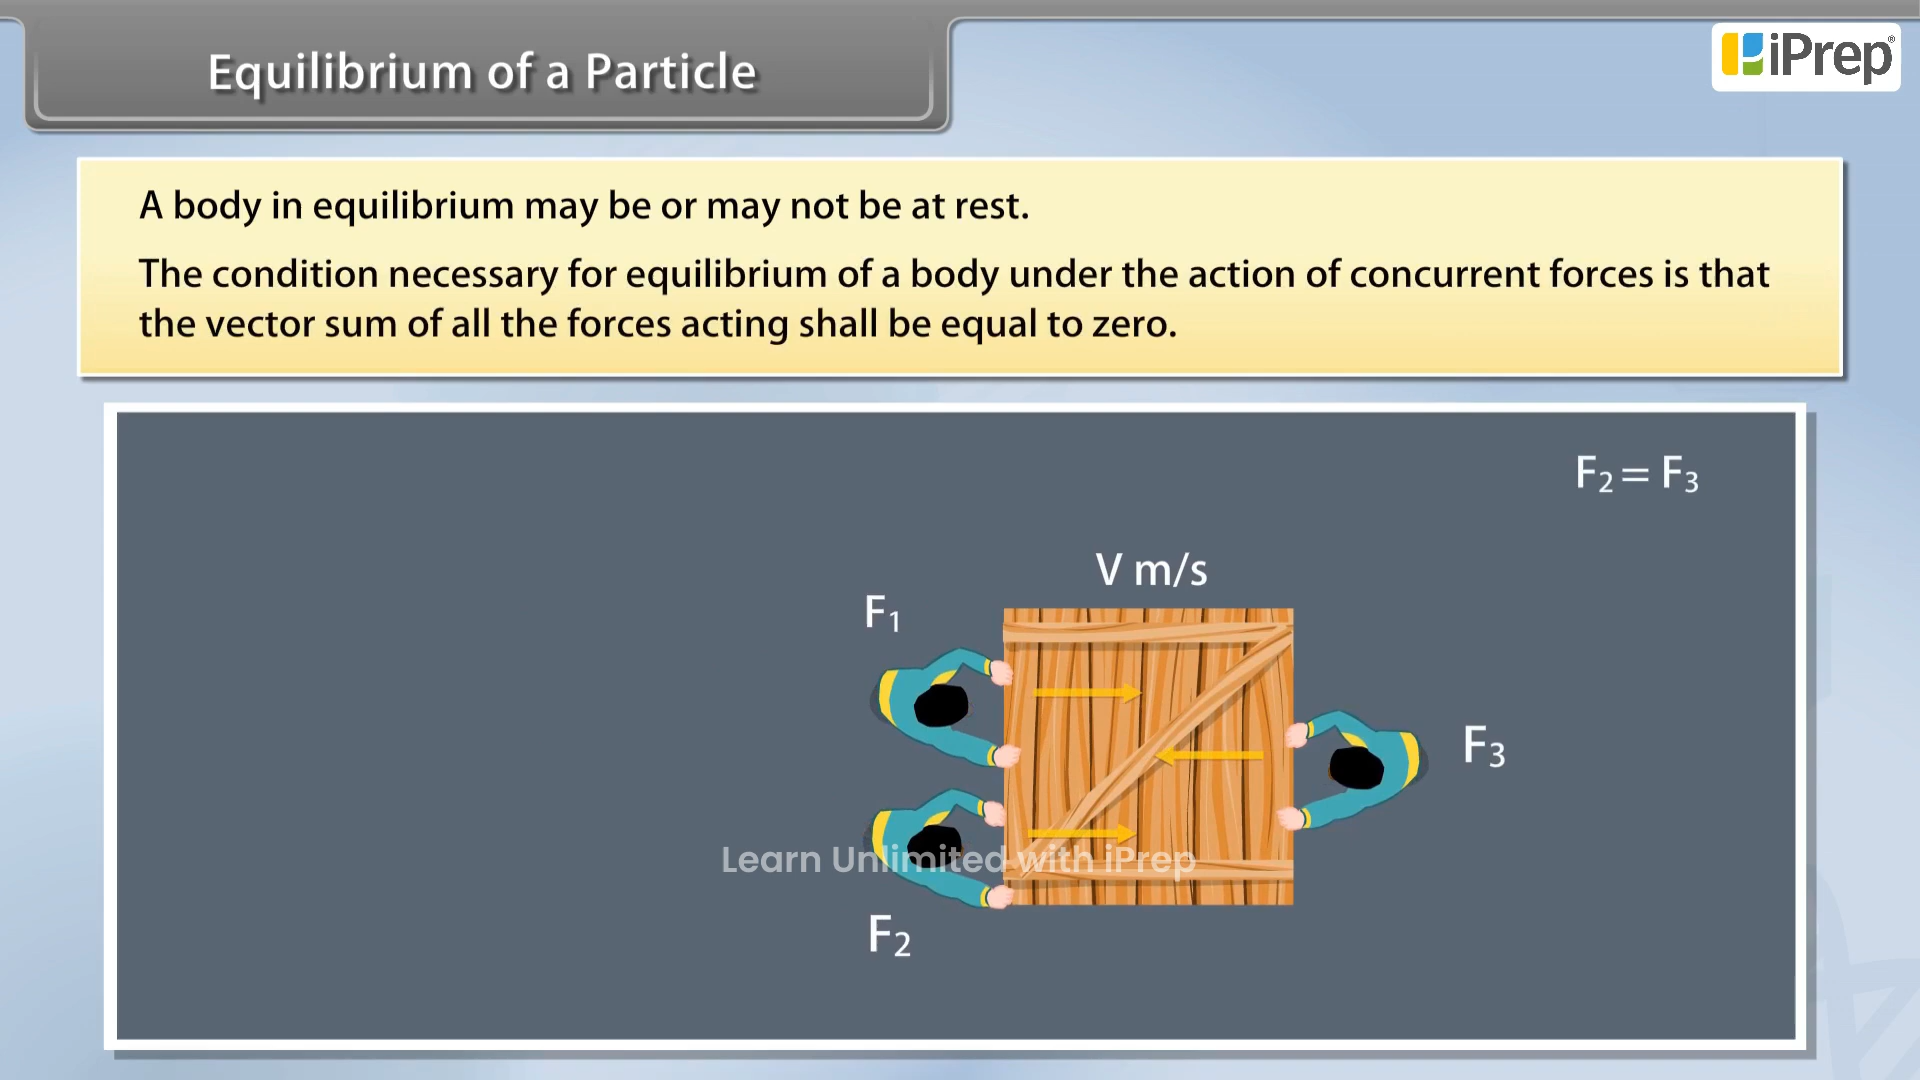 Equilibrium of a Particle
iPrep®
A body in equilibrium may be or may not be at rest.
The condition necessary for equilibrium of a body under the action of concurrent forces is that
the vector sum of all the forces acting shall be equal to zero.
F₂ = F₃
V m/s
F₁
F₃
Learn Unlimited with iPrep
F₂